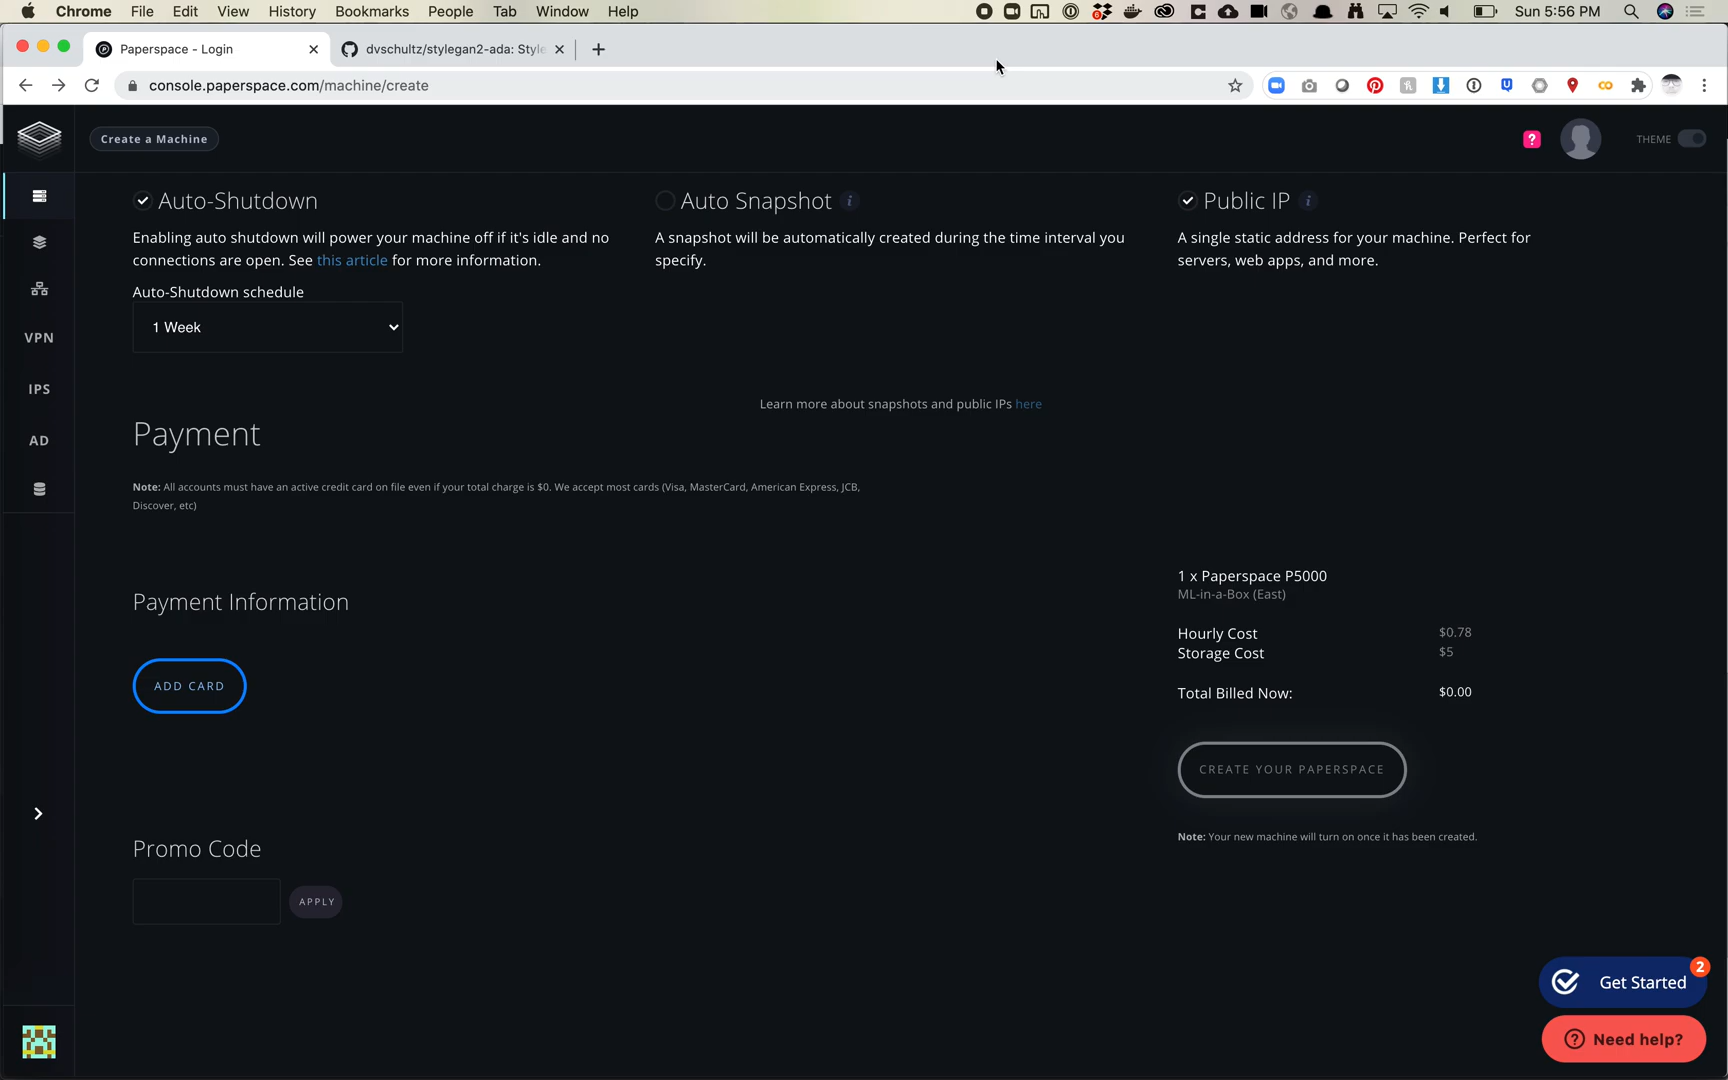 Chrome File Edit View History Bookmarks People Tab Window Help Sun 5:56 PM
Paperspace - Login
dvschultz/stylegan2-ada: Style
console.paperspace.com/machine/create
Create a Machine
?
THEME
Auto-Shutdown
Enabling auto shutdown will power your machine off if it's idle and no
connections are open. See this article for more information.
Auto-Shutdown schedule
1 Week
Auto Snapshot i
A snapshot will be automatically created during the time interval you
specify.
Public IP i
A single static address for your machine. Perfect for
servers, web apps, and more.
VPN
IPS
AD
Learn more about snapshots and public IPs here
Payment
Note: All accounts must have an active credit card on file even if your total charge is $0. We accept most cards (Visa, MasterCard, American Express, JCB,
Discover, etc)
Payment Information
ADD CARD
1 x Paperspace P5000
ML-in-a-Box (East)
Hourly Cost $0.78
Storage Cost $5
Total Billed Now: $0.00
CREATE YOUR PAPERSPACE
Note: Your new machine will turn on once it has been created.
Promo Code
APPLY
Get Started
2
? Need help?